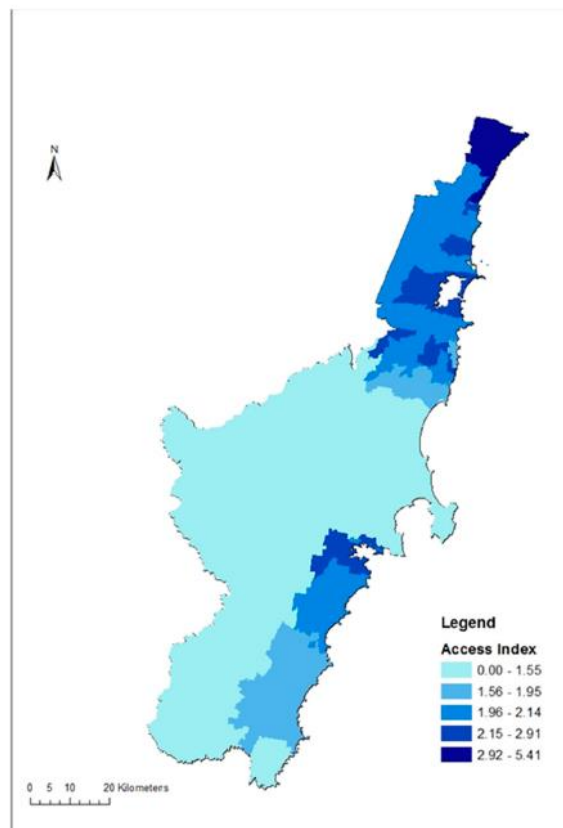 N
Legend
Access Index
0.00 - 1.55
1.56 - 1.95
1.96 - 2.14
2.15 - 2.91
2.92 - 5.41
0 5 10 20 Kilometers